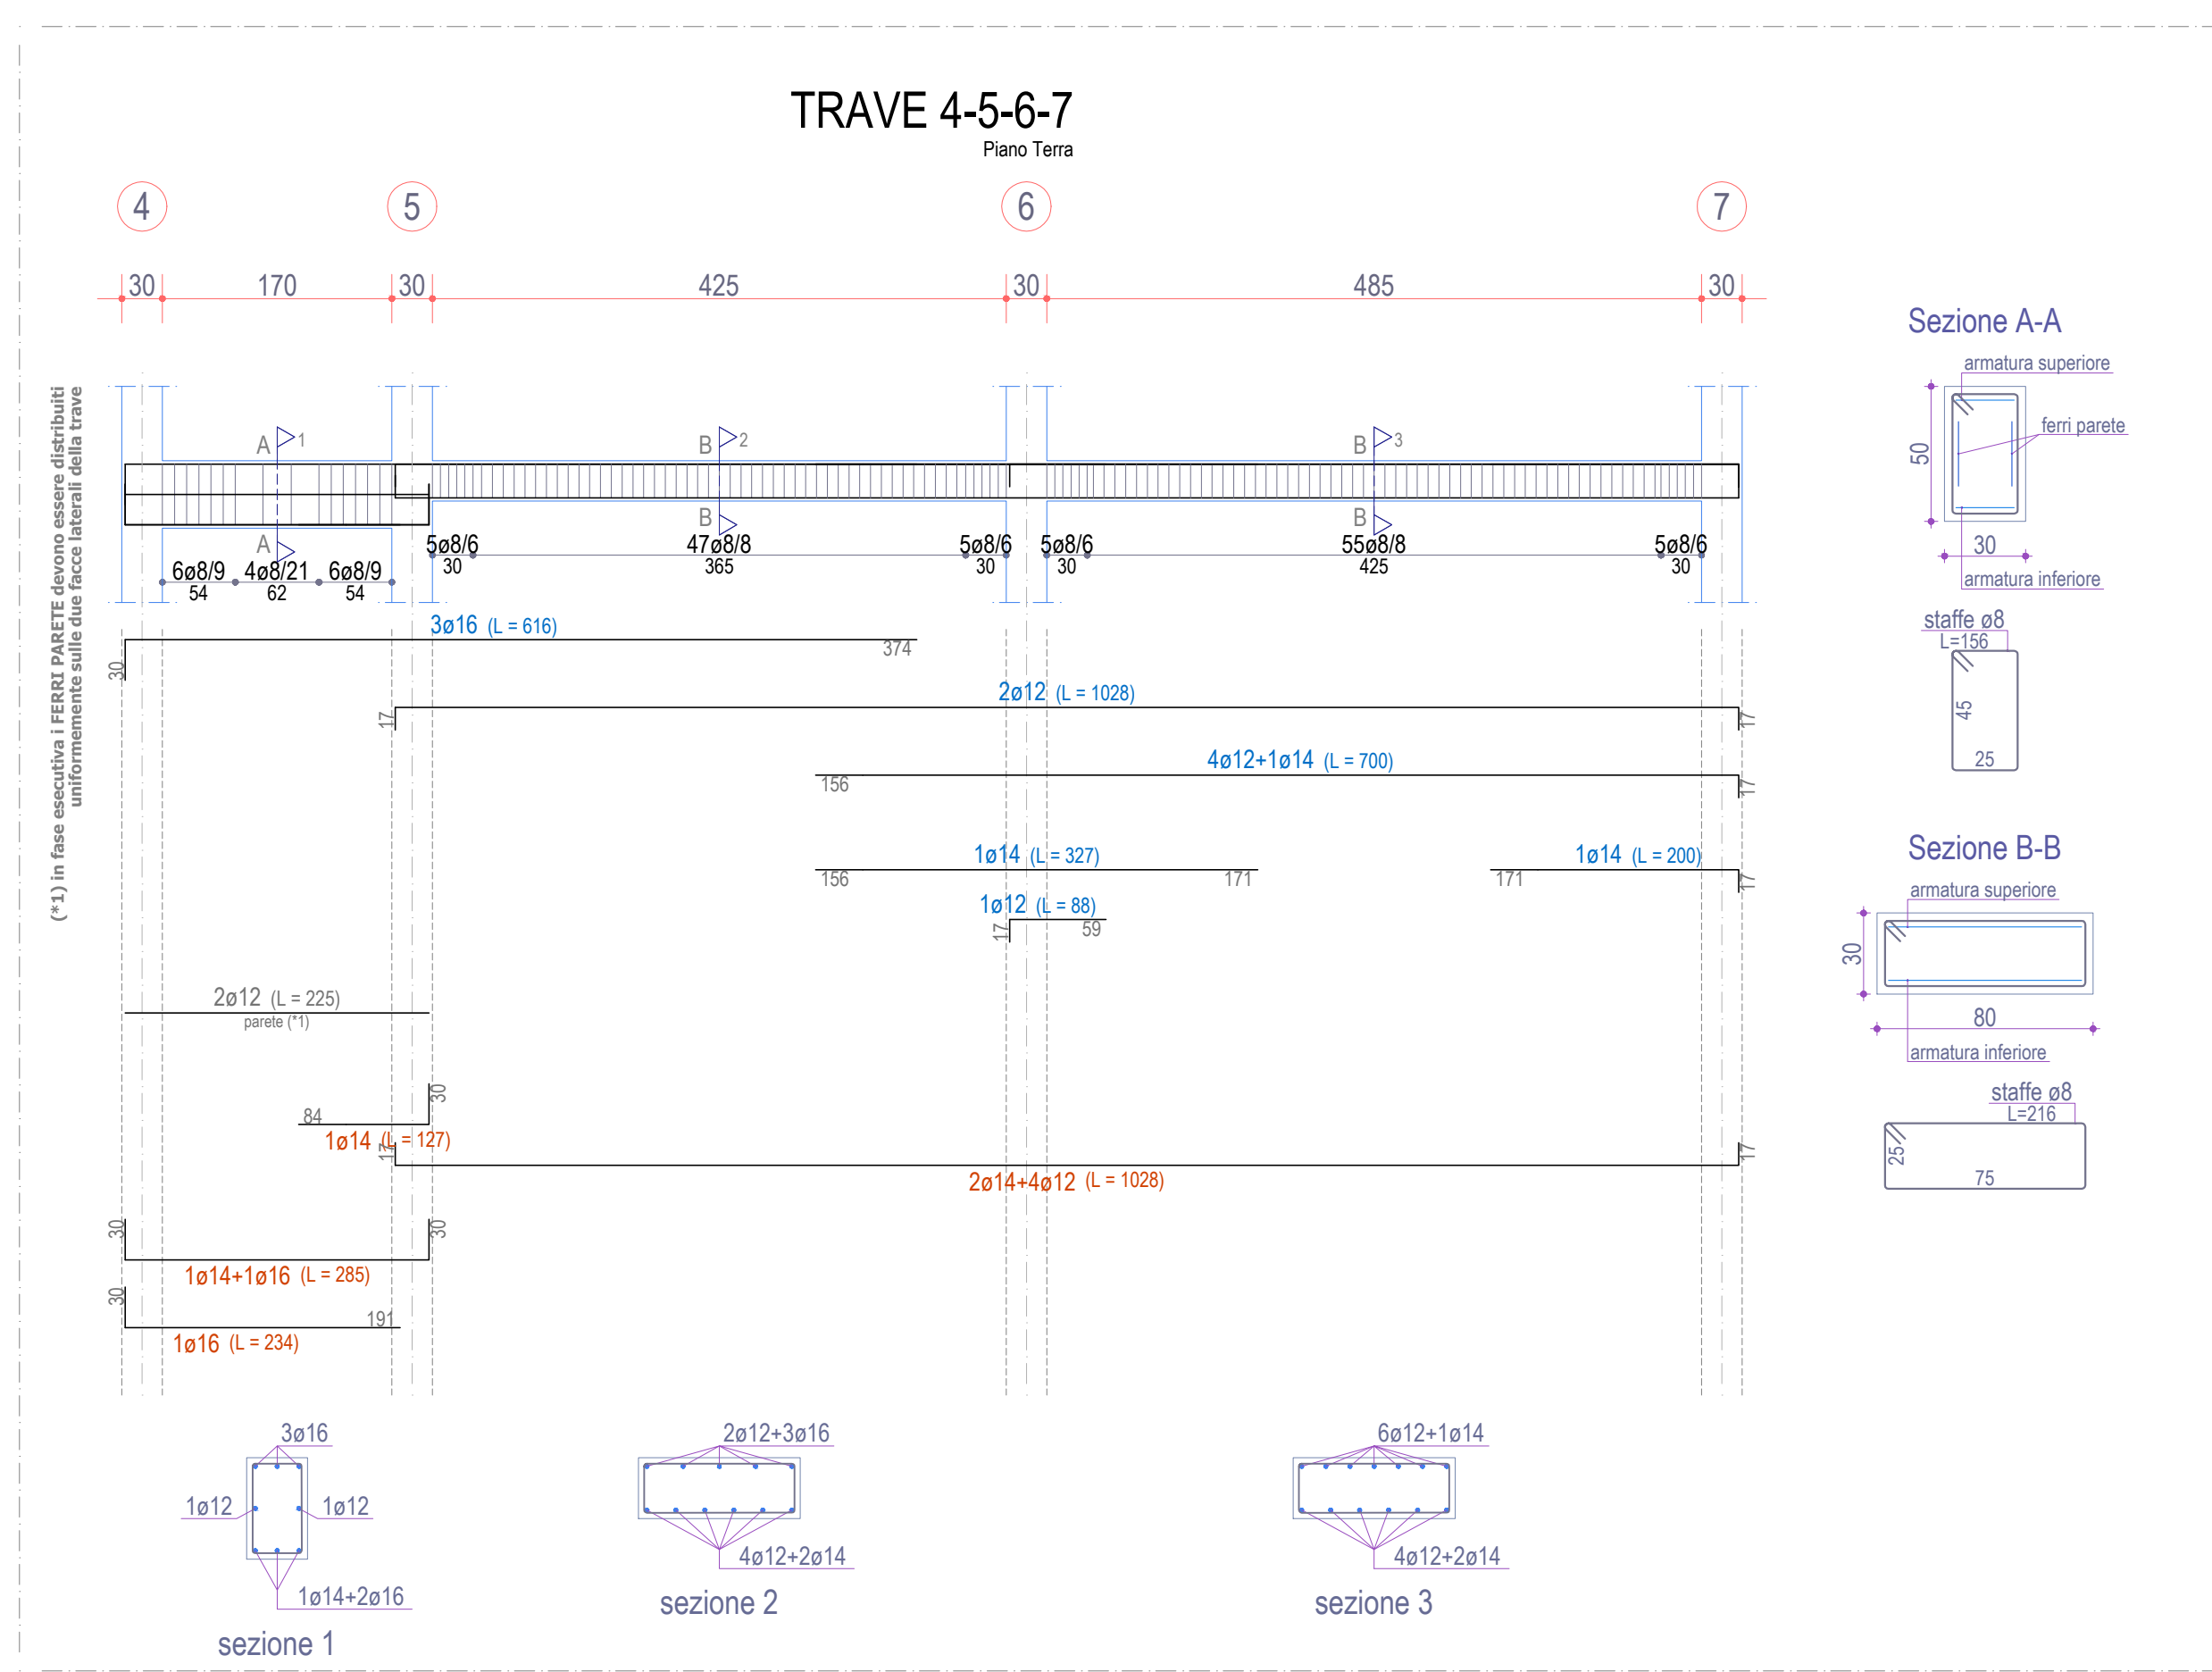 TRAVE 4-5-6-7
Piano Terra
4
5
6
7
30
170
30
425
30
485
30
(*1) in fase esecutiva i FERRI PARETE devono essere distribuiti
uniformemente sulle due facce laterali della trave
A
1
B
2
B
3
A
B
B
6ø8/9
54
4ø8/21
62
6ø8/9
54
5ø8/6
30
47ø8/8
365
5ø8/6
30
5ø8/6
30
55ø8/8
425
5ø8/6
30
3ø16 (L = 616)
30
374
2ø12 (L = 1028)
17
17
4ø12+1ø14 (L = 700)
156
17
1ø14 (L = 327)
156
171
1ø14 (L = 200)
171
17
1ø12 (L = 88)
17
59
2ø12 (L = 225)
parete (*1)
84
30
1ø14 (L = 127)
17
17
2ø14+4ø12 (L = 1028)
30
30
1ø14+1ø16 (L = 285)
30
191
1ø16 (L = 234)
3ø16
1ø12
1ø12
1ø14+2ø16
sezione 1
2ø12+3ø16
4ø12+2ø14
sezione 2
6ø12+1ø14
4ø12+2ø14
sezione 3
Sezione A-A
armatura superiore
ferri parete
50
30
armatura inferiore
staffe ø8
L=156
45
25
Sezione B-B
armatura superiore
30
80
armatura inferiore
staffe ø8
L=216
25
75